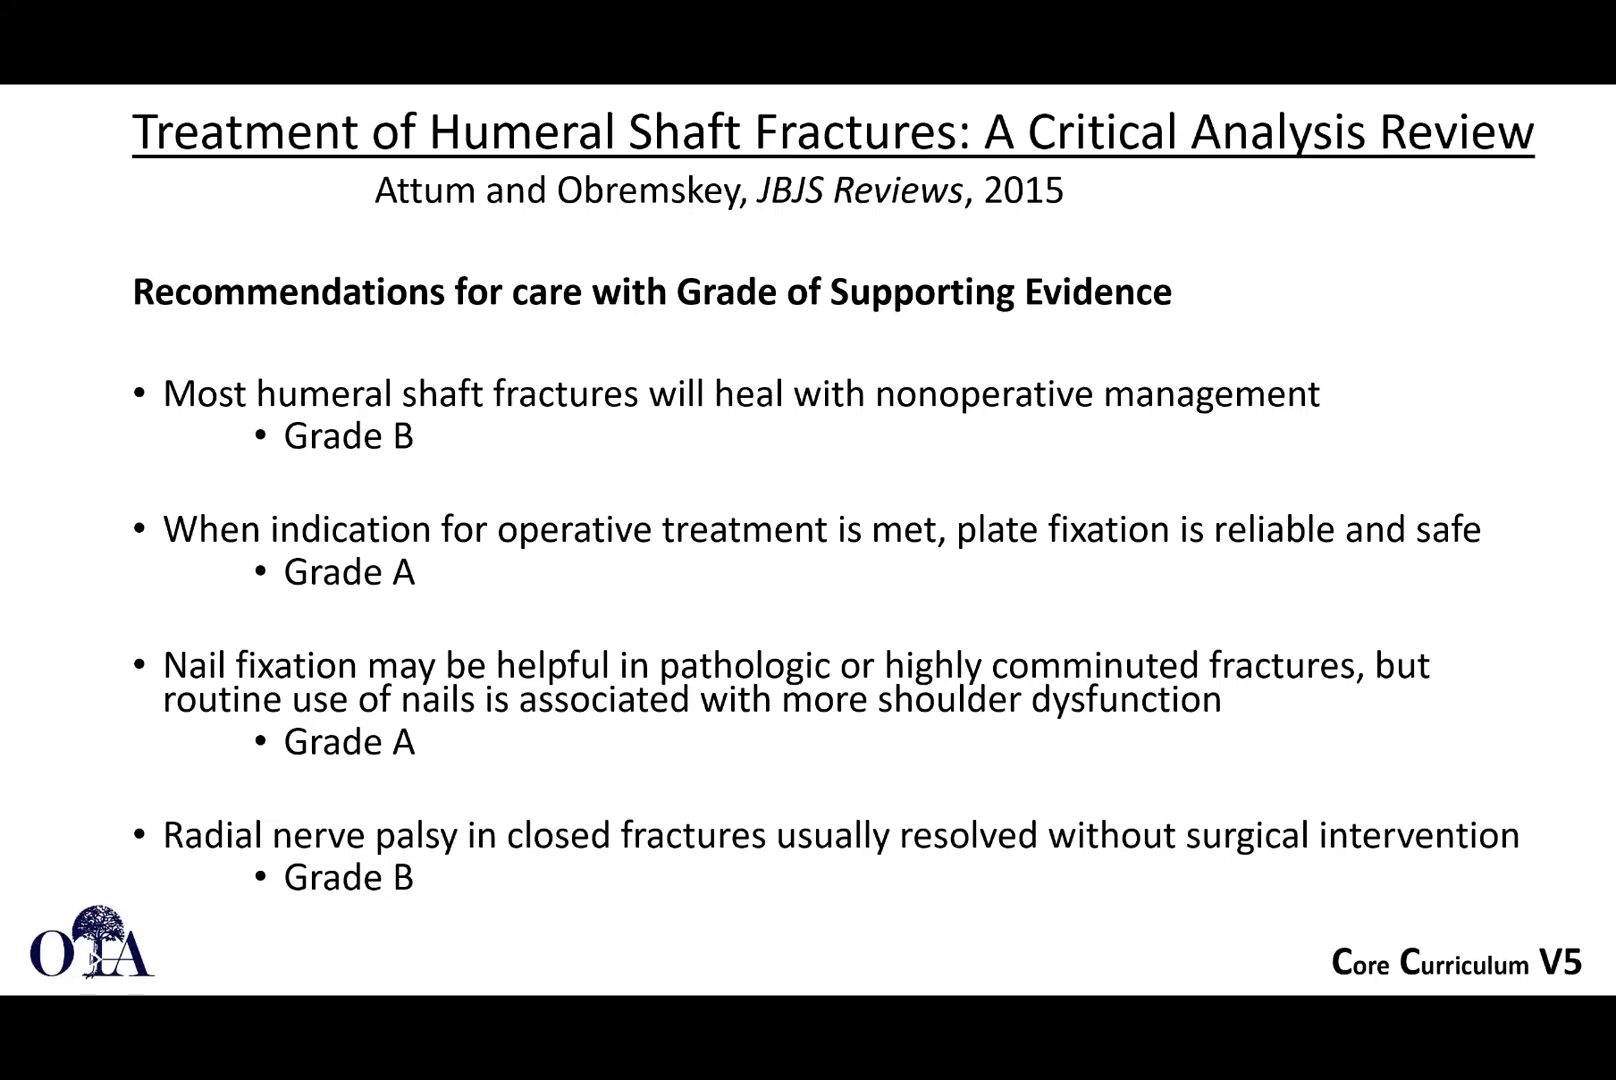 Treatment of Humeral Shaft Fractures: A Critical Analysis Review
Attum and Obremskey, JBJS Reviews, 2015
Recommendations for care with Grade of Supporting Evidence
• Most humeral shaft fractures will heal with nonoperative management
• Grade B
• When indication for operative treatment is met, plate fixation is reliable and safe
• Grade A
• Nail fixation may be helpful in pathologic or highly comminuted fractures, but
routine use of nails is associated with more shoulder dysfunction
• Grade A
• Radial nerve palsy in closed fractures usually resolved without surgical intervention
• Grade B
OTA
Core Curriculum V5